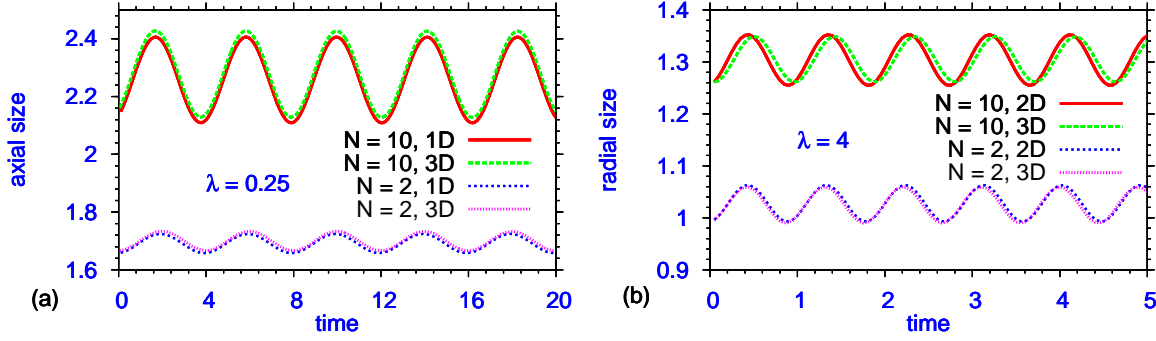 axial size
2.4
2.2
2
1.8
1.6
N = 10, 1D
N = 10, 3D
N = 2, 1D
N = 2, 3D
λ = 0.25
0 4 8 12 16 20
(a)
time
radial size
1.4
1.3
1.2
1.1
1
0.9
N = 10, 2D
N = 10, 3D
N = 2, 2D
N = 2, 3D
λ = 4
0 1 2 3 4 5
(b)
time